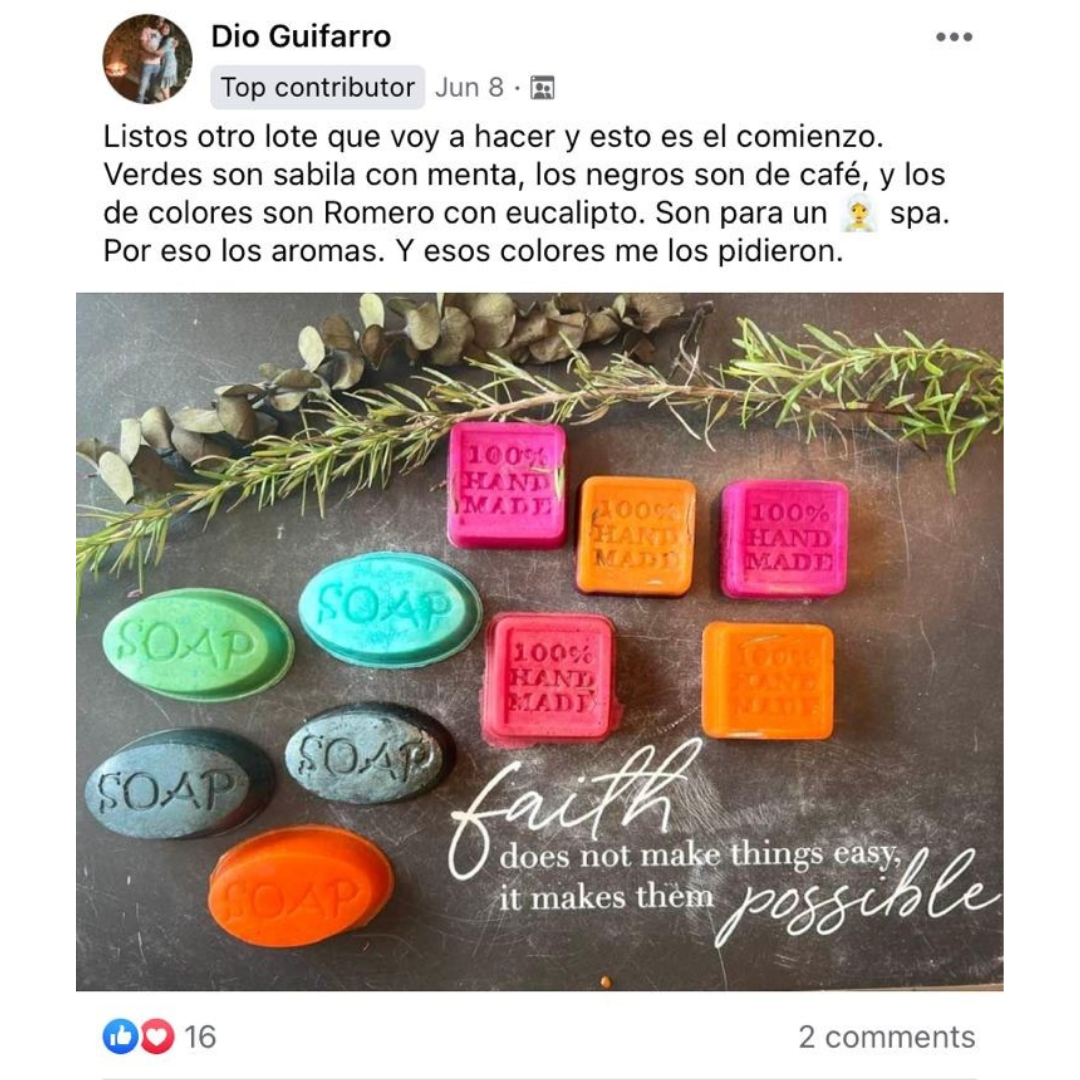 Dio Guifarro
Top contributor Jun 8 ·
Listos otro lote que voy a hacer y esto es el comienzo.
Verdes son sabila con menta, los negros son de café, y los
de colores son Romero con eucalipto. Son para un 🧖‍♀️ spa.
Por eso los aromas. Y esos colores me los pidieron.
100%
HAND
MADE
100%
HAND
MADE
100%
HAND
MADE
SOAP
SOAP
100%
HAND
MADE
100%
HAND
MADE
SOAP
SOAP
SOAP
faith
does not make things easy,
it makes them possible
16
2 comments